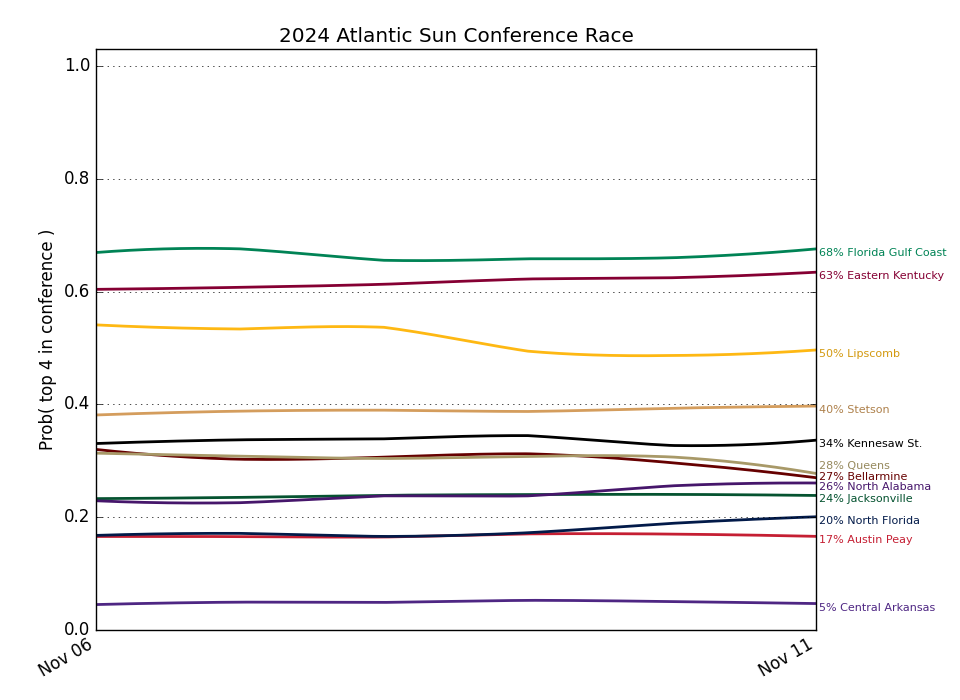 2024 Atlantic Sun Conference Race
Prob( top 4 in conference )
1.0
0.8
0.6
0.4
0.2
0.0
Nov 06
Nov 11
68% Florida Gulf Coast
63% Eastern Kentucky
50% Lipscomb
40% Stetson
34% Kennesaw St.
28% Queens
27% Bellarmine
26% North Alabama
24% Jacksonville
20% North Florida
17% Austin Peay
5% Central Arkansas